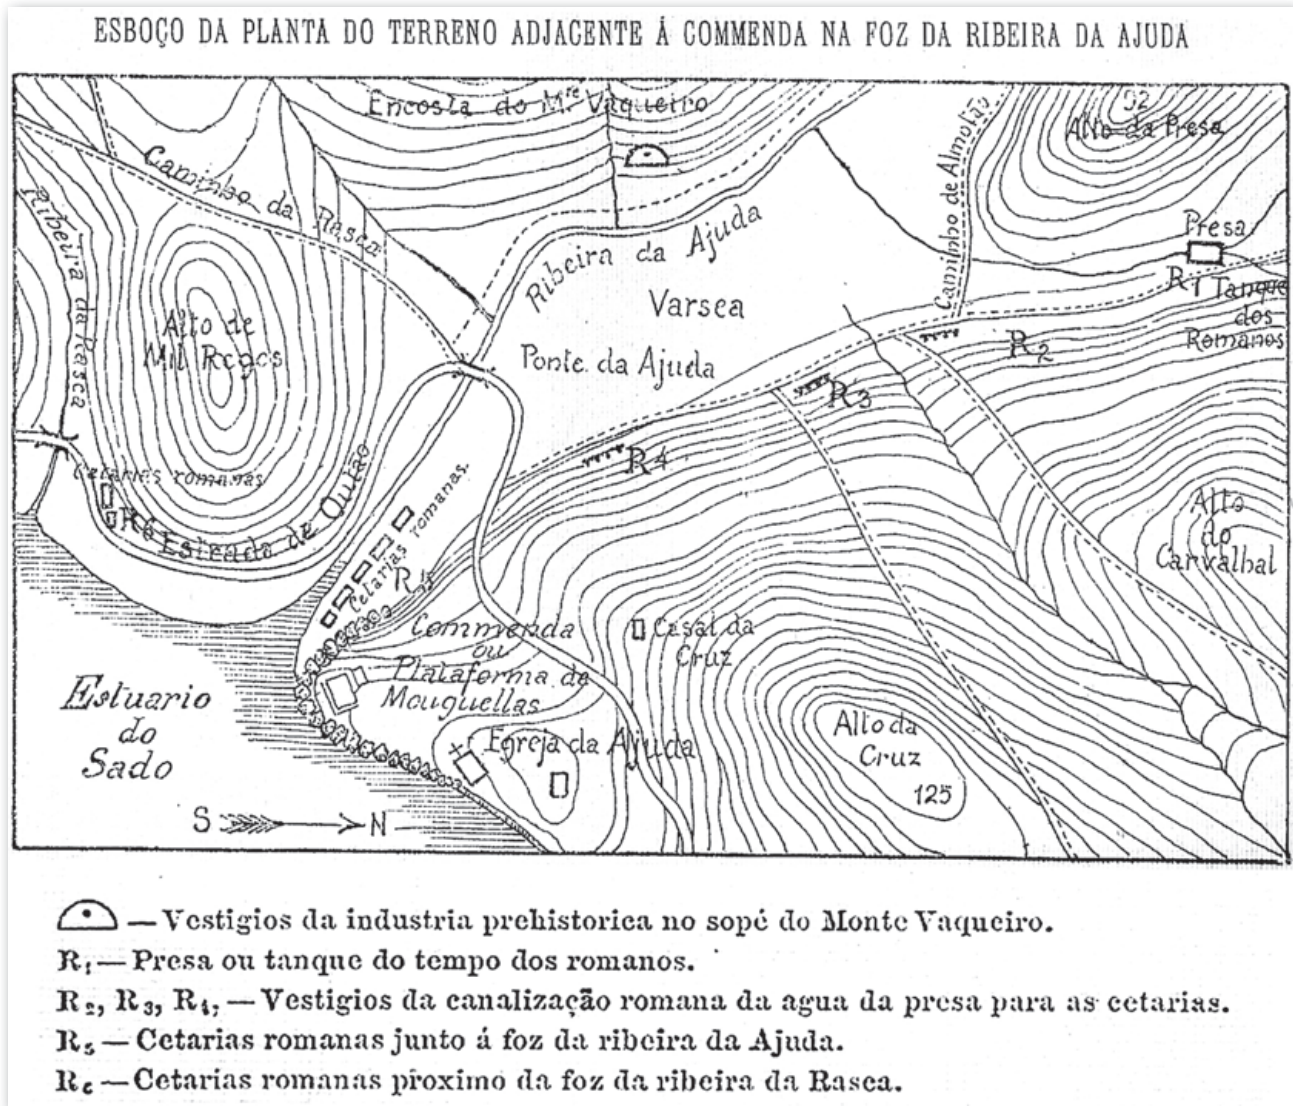 ESBOÇO DA PLANTA DO TERRENO ADJACENTE Á COMMENDA NA FOZ DA RIBEIRA DA AJUDA
Encosta do Mte Vaqueiro
92
Alto da Presa
Caminho da Rasca
Caminho de Almolão
Ribeira da Rasca
Ribeira da Ajuda
Presa
R1 Tanque
dos
Romanos
Varsea
Alto de
Mil Regos
Ponte da Ajuda
R2
R3
R4
Cetarias romanas
R6
Estrada de Outão
Cetarias romanas.
R5
Alto
do
Carvalhal
Commenda
ou
Plataforma de
Mouguellas
Casal da
Cruz
Estuario
do
Sado
Egreja da Ajuda
Alto da
Cruz
125
S
N
— Vestigios da industria prehistorica no sopé do Monte Vaqueiro.
R1 — Presa ou tanque do tempo dos romanos.
R2, R3, R4, — Vestigios da canalização romana da agua da presa para as cetarias.
R5 — Cetarias romanas junto á foz da ribeira da Ajuda.
R6 — Cetarias romanas proximo da foz da ribeira da Rasca.